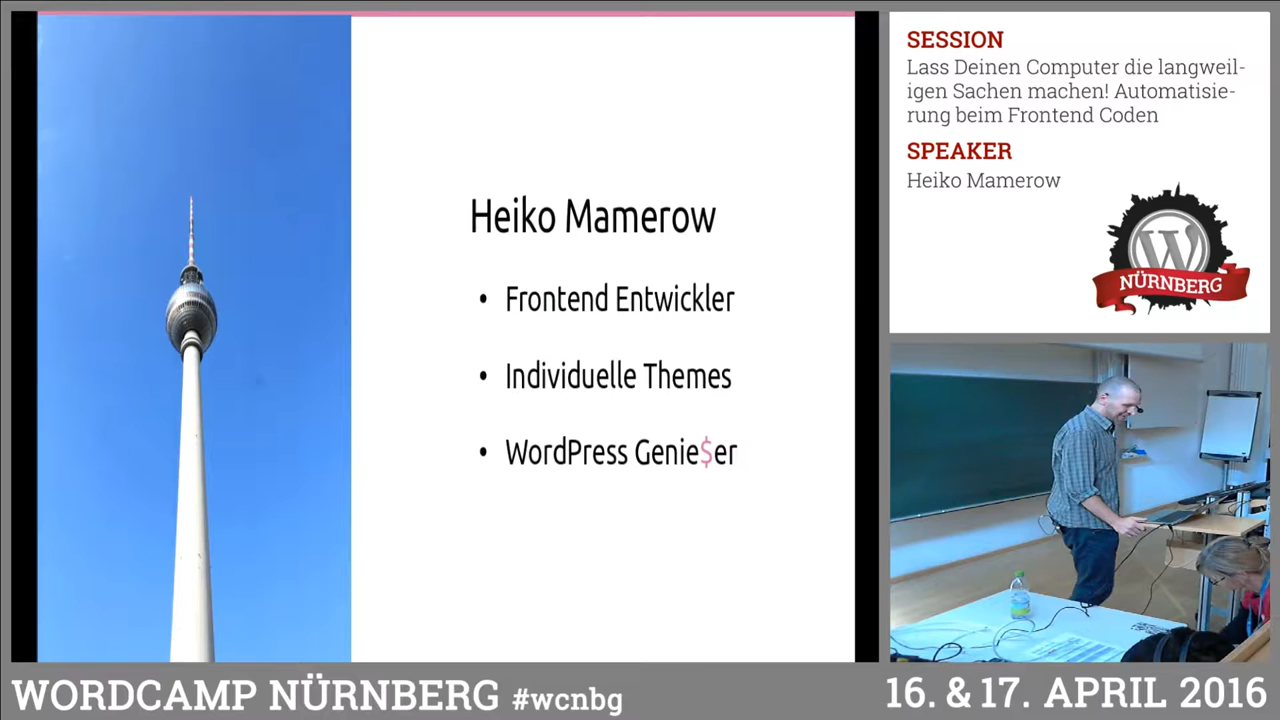 Heiko Mamerow
• Frontend Entwickler
• Individuelle Themes
• WordPress Genie$er
SESSION
Lass Deinen Computer die langweil-
igen Sachen machen! Automatisie-
rung beim Frontend Coden
SPEAKER
Heiko Mamerow
W
NÜRNBERG
WORDCAMP NÜRNBERG #wcnbg
16. & 17. APRIL 2016